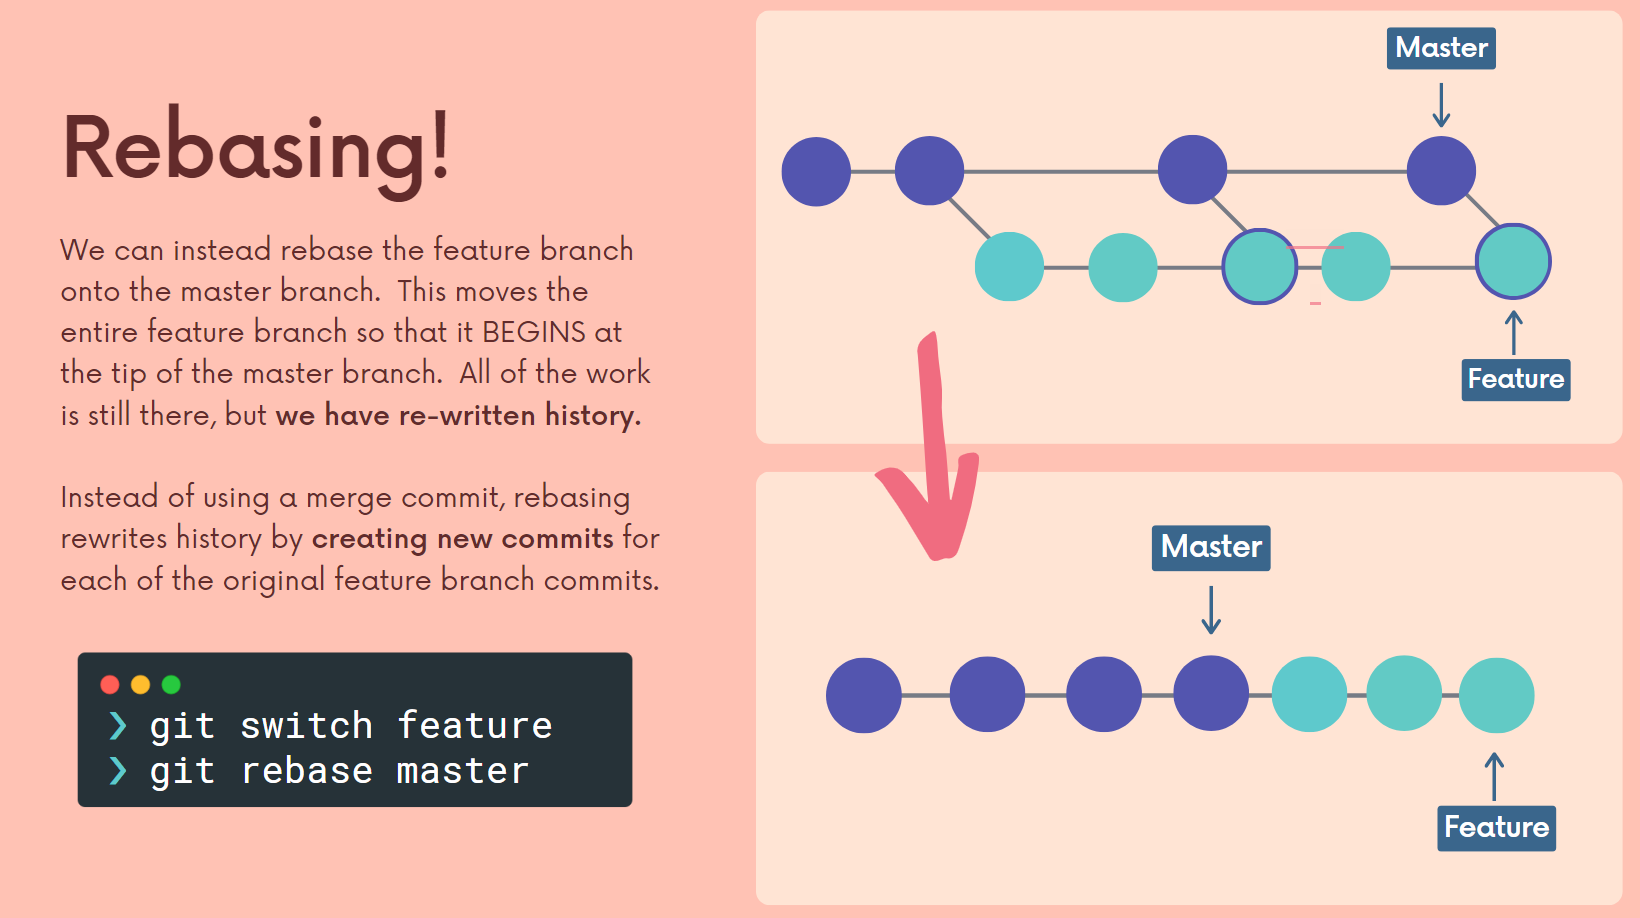 Rebasing!
We can instead rebase the feature branch
onto the master branch.  This moves the
entire feature branch so that it BEGINS at
the tip of the master branch.  All of the work
is still there, but we have re-written history.
Instead of using a merge commit, rebasing
rewrites history by creating new commits for
each of the original feature branch commits.
❯ git switch feature
❯ git rebase master
Master
Feature
Master
Feature